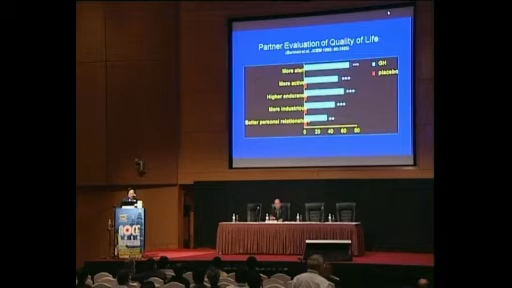 Partner Evaluation of Quality of Life
More alert
GH
More active
placebo
Higher endurance
More industrious
Better personal relationships
0 20 40 60 80